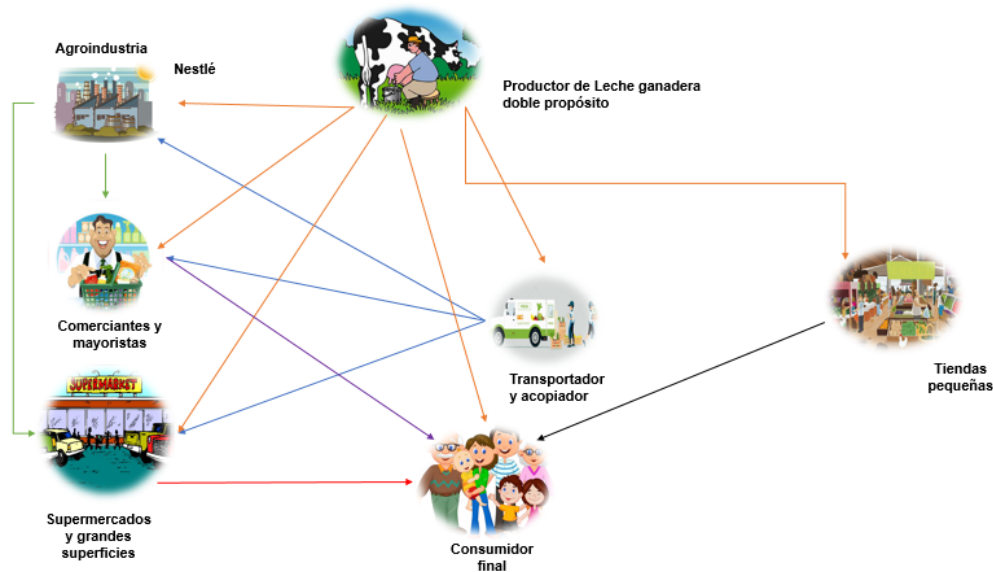 Agroindustria
Nestlé
Productor de Leche ganadera
doble propósito
Comerciantes y
mayoristas
SUPERMARKET
Transportador
y acopiador
Tiendas
pequeñas
Supermercados
y grandes
superficies
Consumidor
final